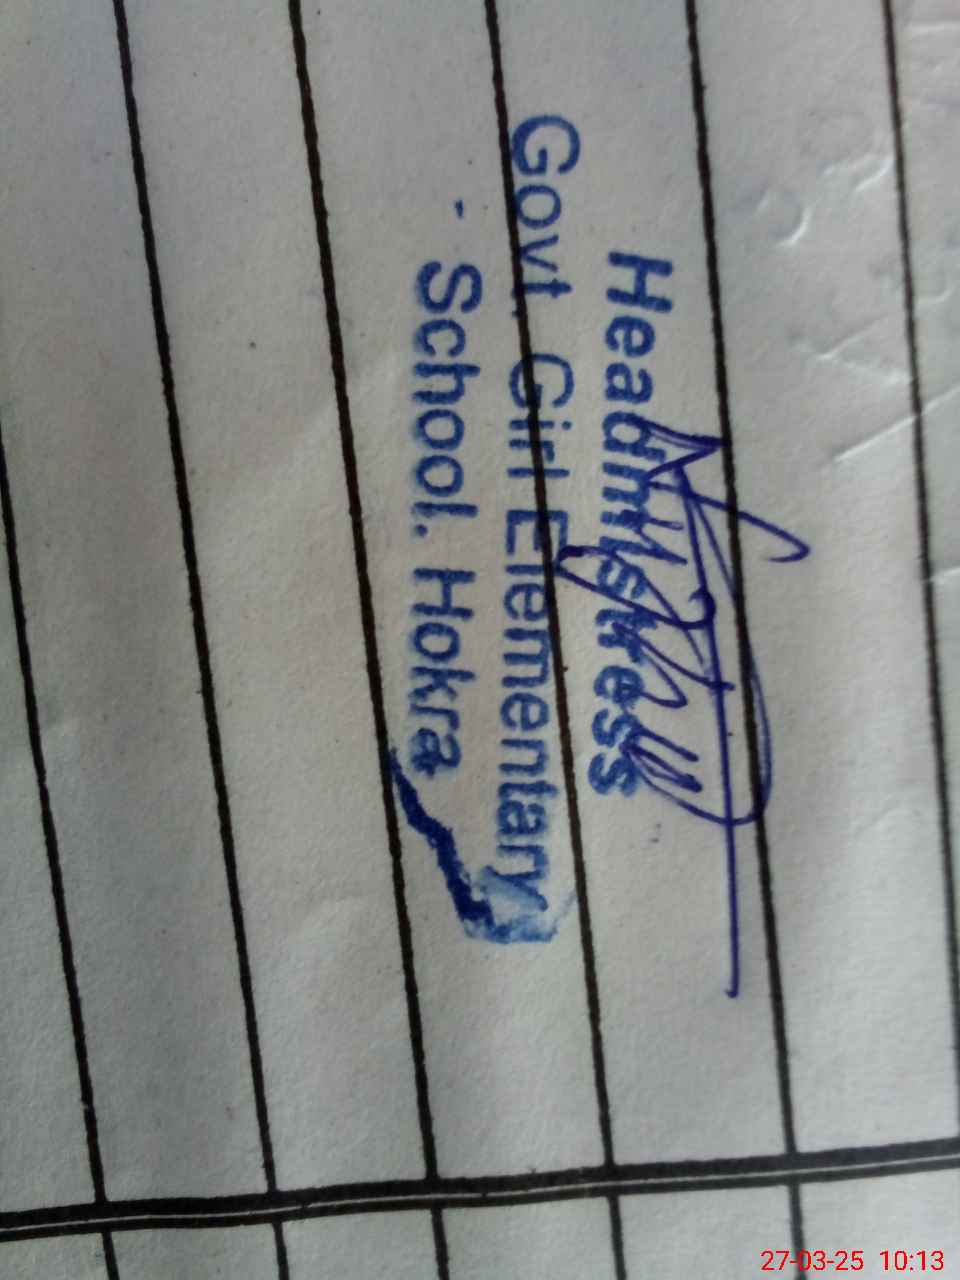 Headmistress
Govt. Girl Elementary
School. Hokra
27-03-25 10:13